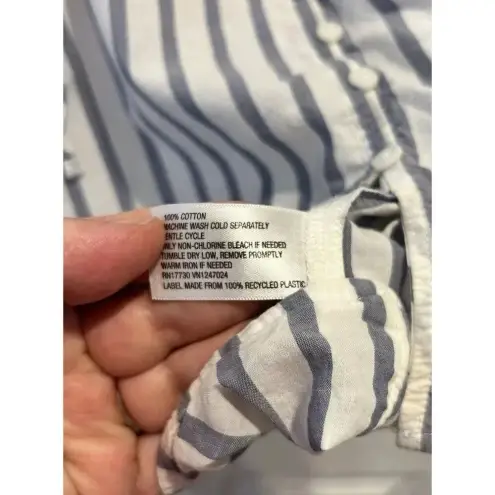 100% COTTON
MACHINE WASH COLD SEPARATELY
GENTLE CYCLE
ONLY NON-CHLORINE BLEACH IF NEEDED
TUMBLE DRY LOW, REMOVE PROMPTLY
WARM IRON IF NEEDED
RN17730 VN1247024
LABEL MADE FROM 100% RECYCLED PLASTIC